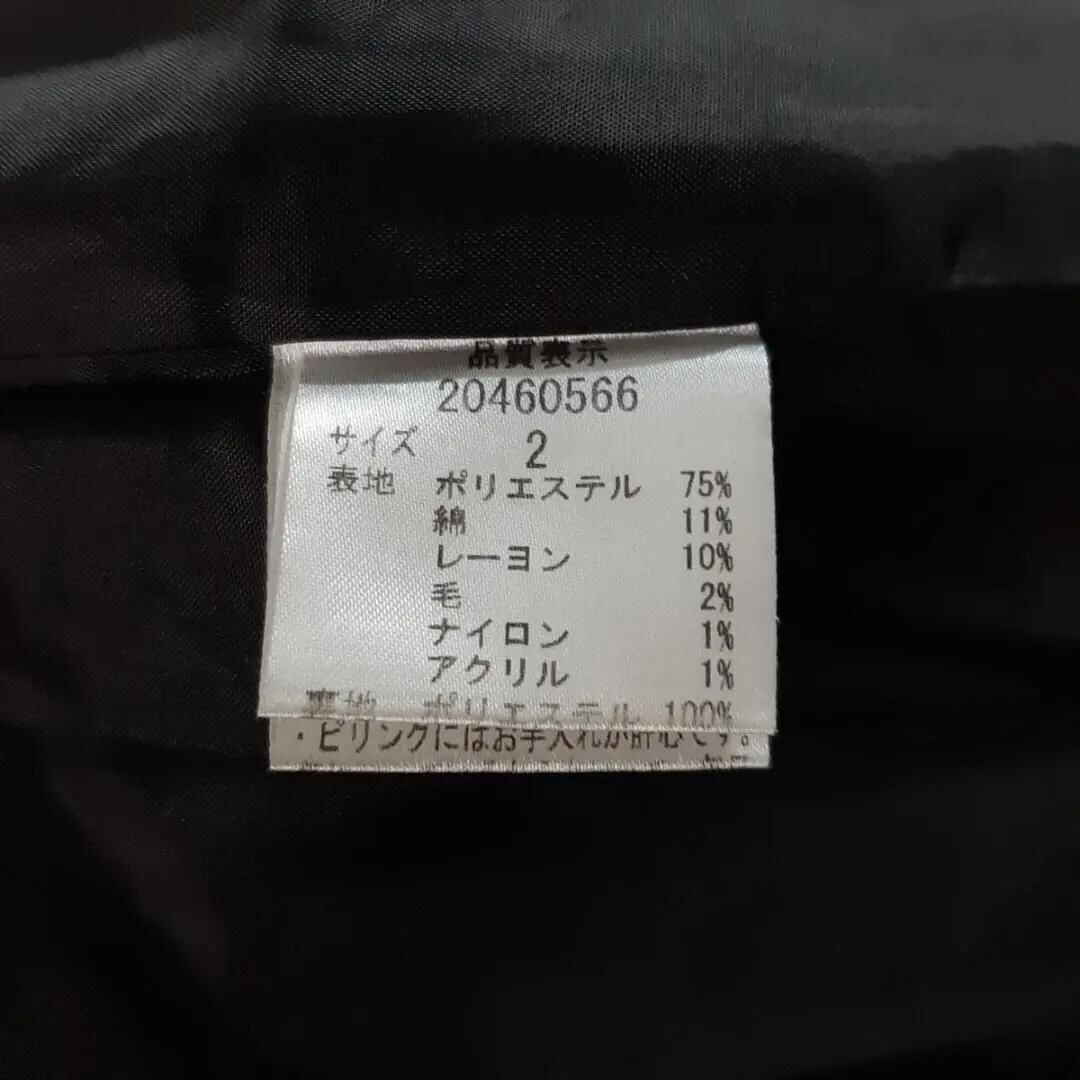 品質表示
20460566
サイズ 2
表地 ポリエステル 75%
綿 11%
レーヨン 10%
毛 2%
ナイロン 1%
アクリル 1%
裏地 ポリエステル 100%
・ピリングにはお手入れが肝心です。